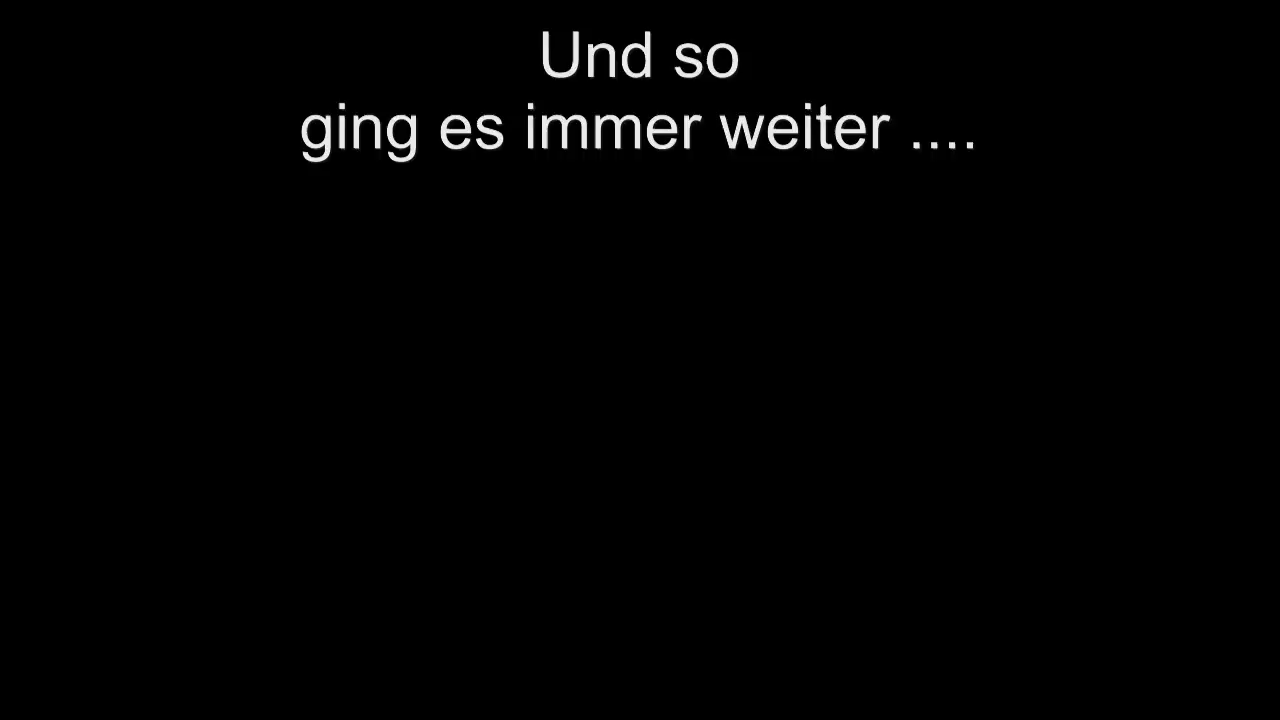 Und so
ging es immer weiter ....